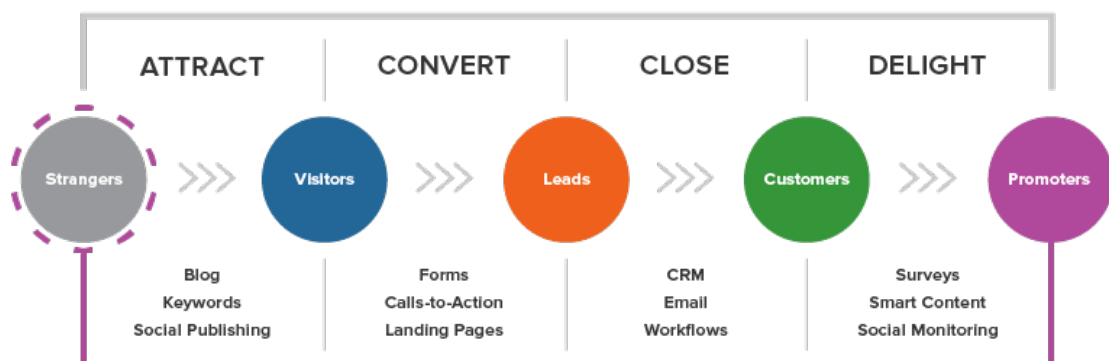 ATTRACT
CONVERT
CLOSE
DELIGHT
Strangers
Visitors
Leads
Customers
Promoters
Blog
Keywords
Social Publishing
Forms
Calls-to-Action
Landing Pages
CRM
Email
Workflows
Surveys
Smart Content
Social Monitoring